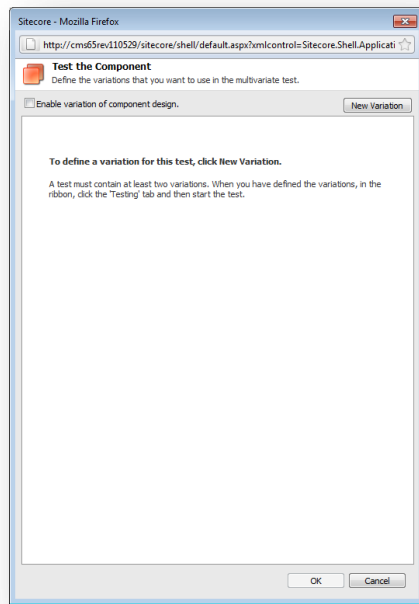 Sitecore - Mozilla Firefox
http://cms65rev110529/sitecore/shell/default.aspx?xmlcontrol=Sitecore.Shell.Applicati
Test the Component
Define the variations that you want to use in the multivariate test.
Enable variation of component design.
New Variation
To define a variation for this test, click New Variation.
A test must contain at least two variations. When you have defined the variations, in the
ribbon, click the 'Testing' tab and then start the test.
OK
Cancel